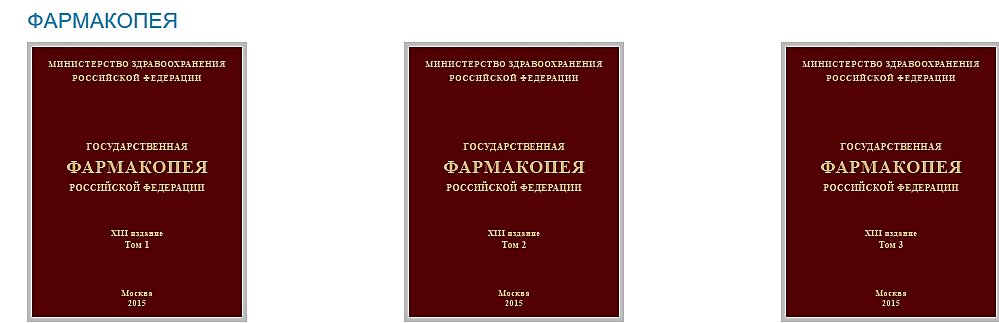 ФАРМАКОПЕЯ
МИНИСТЕРСТВО ЗДРАВООХРАНЕНИЯ
РОССИЙСКОЙ ФЕДЕРАЦИИ
ГОСУДАРСТВЕННАЯ
ФАРМАКОПЕЯ
РОССИЙСКОЙ ФЕДЕРАЦИИ
XIII издание
Том 1
Москва
2015
МИНИСТЕРСТВО ЗДРАВООХРАНЕНИЯ
РОССИЙСКОЙ ФЕДЕРАЦИИ
ГОСУДАРСТВЕННАЯ
ФАРМАКОПЕЯ
РОССИЙСКОЙ ФЕДЕРАЦИИ
XIII издание
Том 2
Москва
2015
МИНИСТЕРСТВО ЗДРАВООХРАНЕНИЯ
РОССИЙСКОЙ ФЕДЕРАЦИИ
ГОСУДАРСТВЕННАЯ
ФАРМАКОПЕЯ
РОССИЙСКОЙ ФЕДЕРАЦИИ
XIII издание
Том 3
Москва
2015